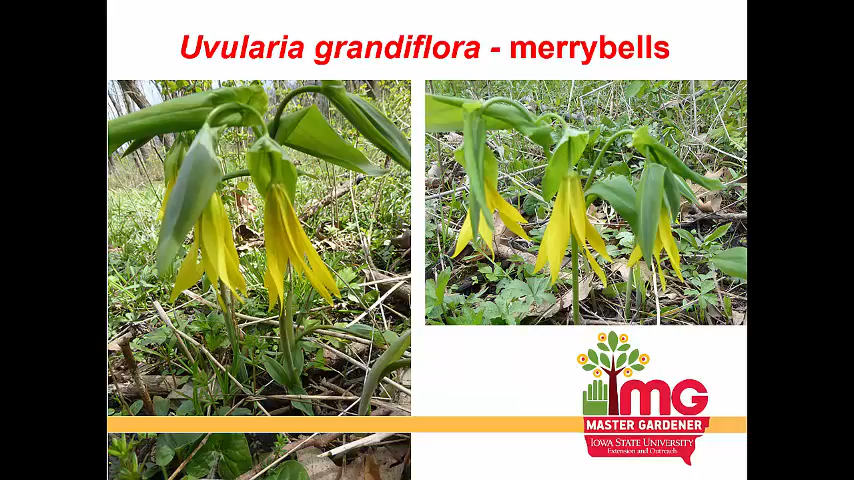 Uvularia grandiflora - merrybells
MG
MASTER GARDENER
IOWA STATE UNIVERSITY
Extension and Outreach